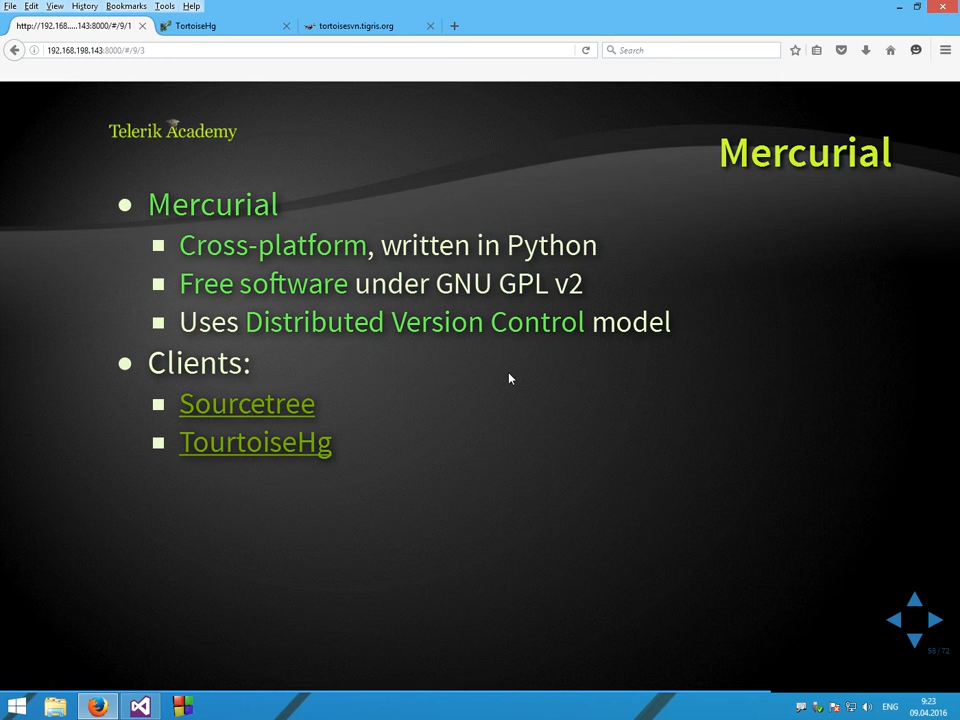 File Edit View History Bookmarks Tools Help
http://192.168.....143:8000/#/9/1 TortoiseHg tortoisesvn.tigris.org
192.168.198.143:8000/#/9/3 Search
Telerik Academy
Mercurial
Mercurial
Cross-platform, written in Python
Free software under GNU GPL v2
Uses Distributed Version Control model
Clients:
Sourcetree
TourtoiseHg
58 / 72
ENG 9:23
09.04.2016